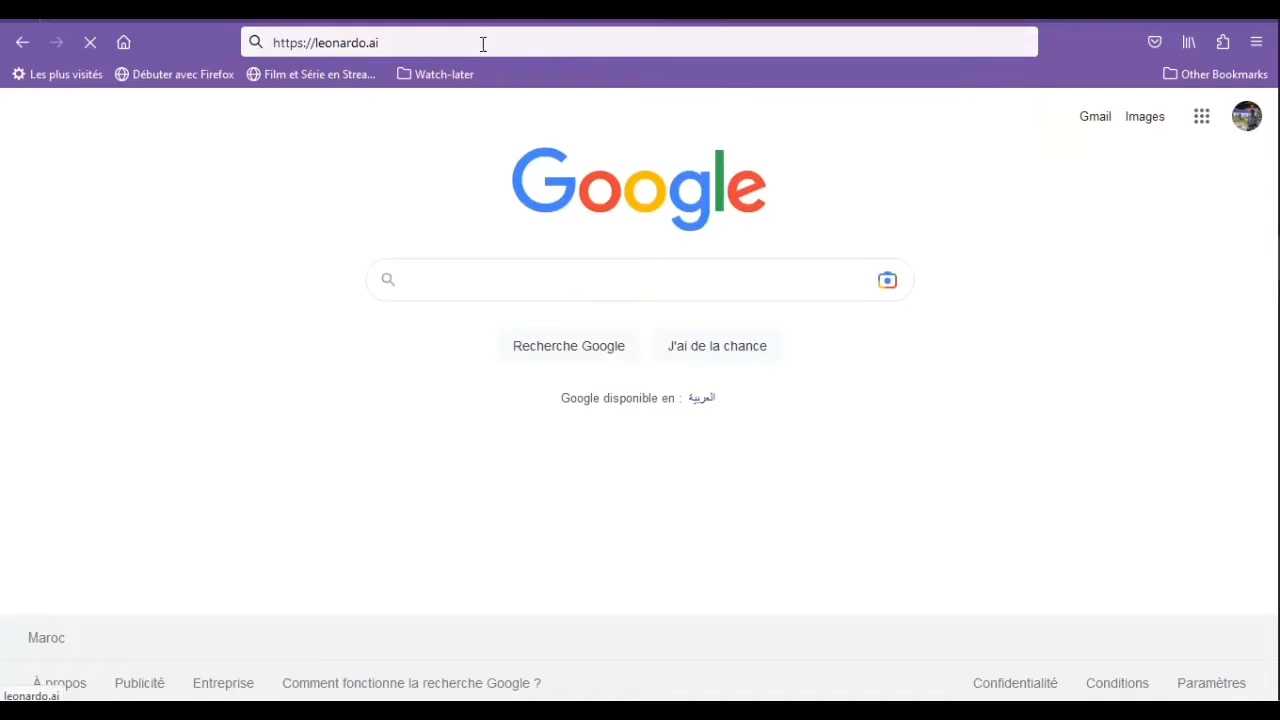 https://leonardo.ai
Les plus visités Débuter avec Firefox Film et Série en Strea... Watch-later Other Bookmarks
Gmail Images
Google
Recherche Google J'ai de la chance
Google disponible en : العربية
Maroc
À propos Publicité Entreprise Comment fonctionne la recherche Google ? Confidentialité Conditions Paramètres
leonardo.ai